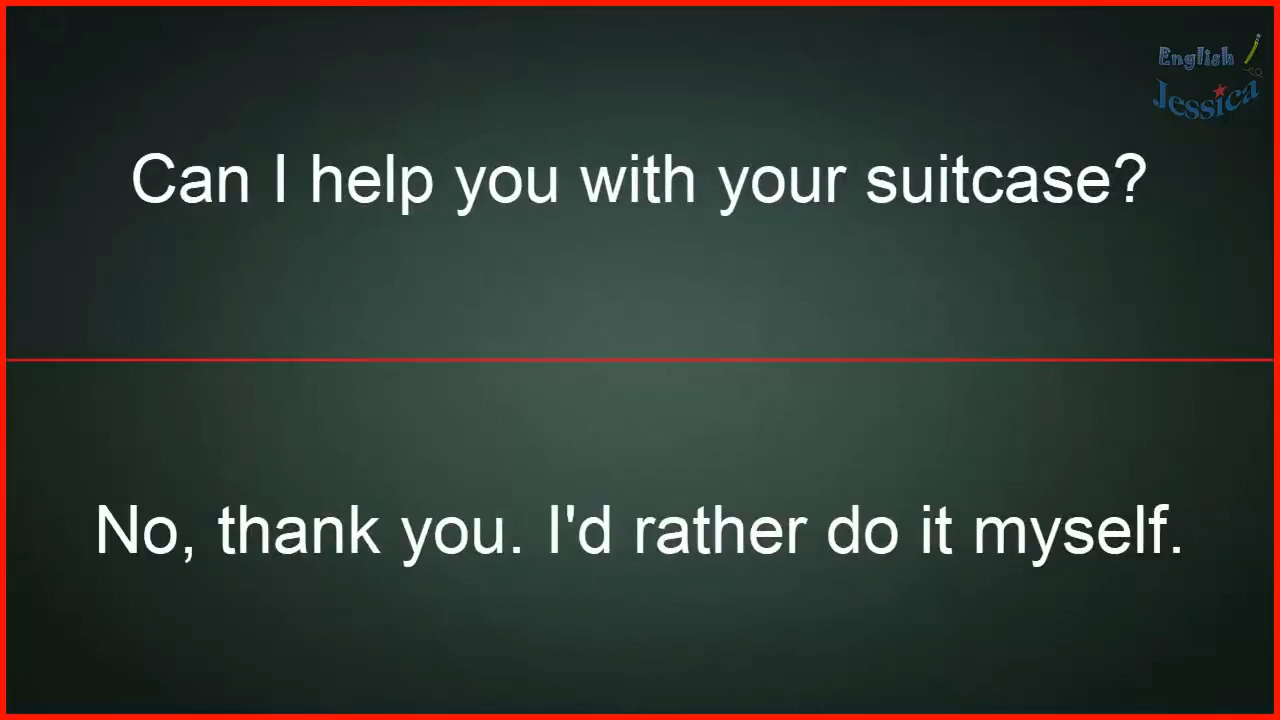 English
Jessica
Can I help you with your suitcase?
No, thank you. I'd rather do it myself.